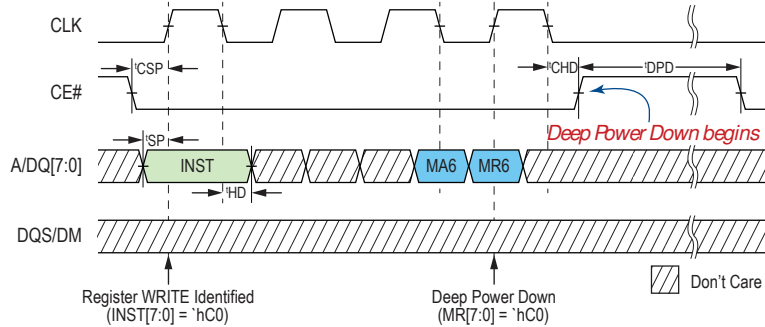 CLK
tCSP
tCHD
tDPD
CE#
Deep Power Down begins
tSP
A/DQ[7:0]
INST
MA6
MR6
tHD
DQS/DM
Don't Care
Register WRITE Identified
(INST[7:0] = `hC0)
Deep Power Down
(MR[7:0] = `hC0)